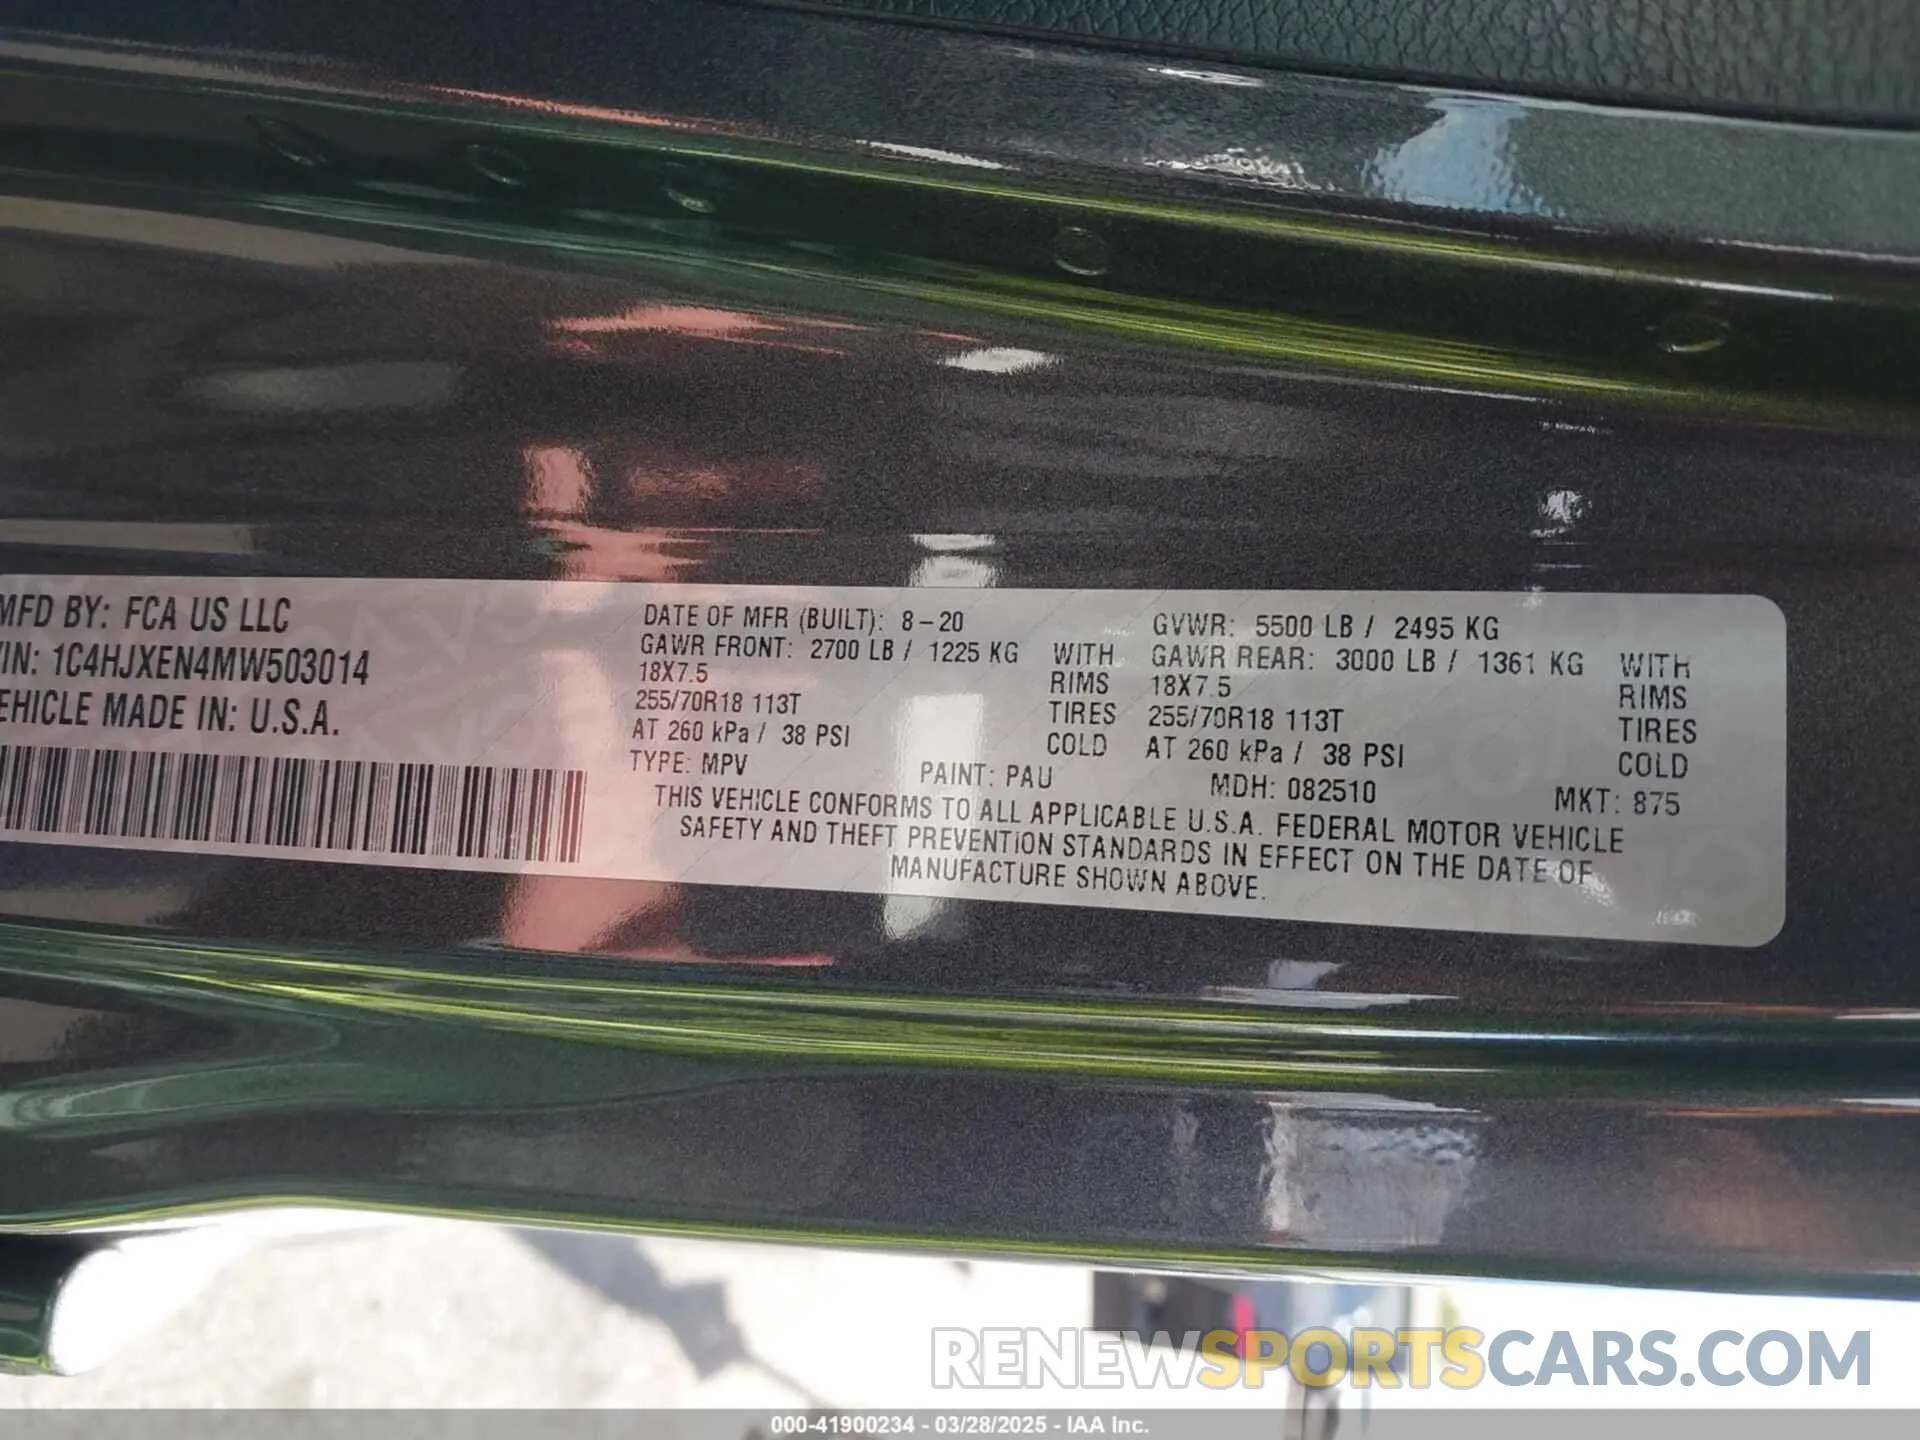 MFD BY: FCA US LLC
VIN: 1C4HJXEN4MW503014
VEHICLE MADE IN: U.S.A.
DATE OF MFR (BUILT): 8-20 GVWR: 5500 LB / 2495 KG
GAWR FRONT: 2700 LB / 1225 KG WITH GAWR REAR: 3000 LB / 1361 KG WITH
18X7.5 RIMS 18X7.5 RIMS
255/70R18 113T TIRES 255/70R18 113T TIRES
AT 260 kPa / 38 PSI COLD AT 260 kPa / 38 PSI COLD
TYPE: MPV PAINT: PAU MDH: 082510 MKT: 875
THIS VEHICLE CONFORMS TO ALL APPLICABLE U.S.A. FEDERAL MOTOR VEHICLE
SAFETY AND THEFT PREVENTION STANDARDS IN EFFECT ON THE DATE OF
MANUFACTURE SHOWN ABOVE.
RENEWSPORTSCARS.COM
000-41900234 - 03/28/2025 - IAA Inc.